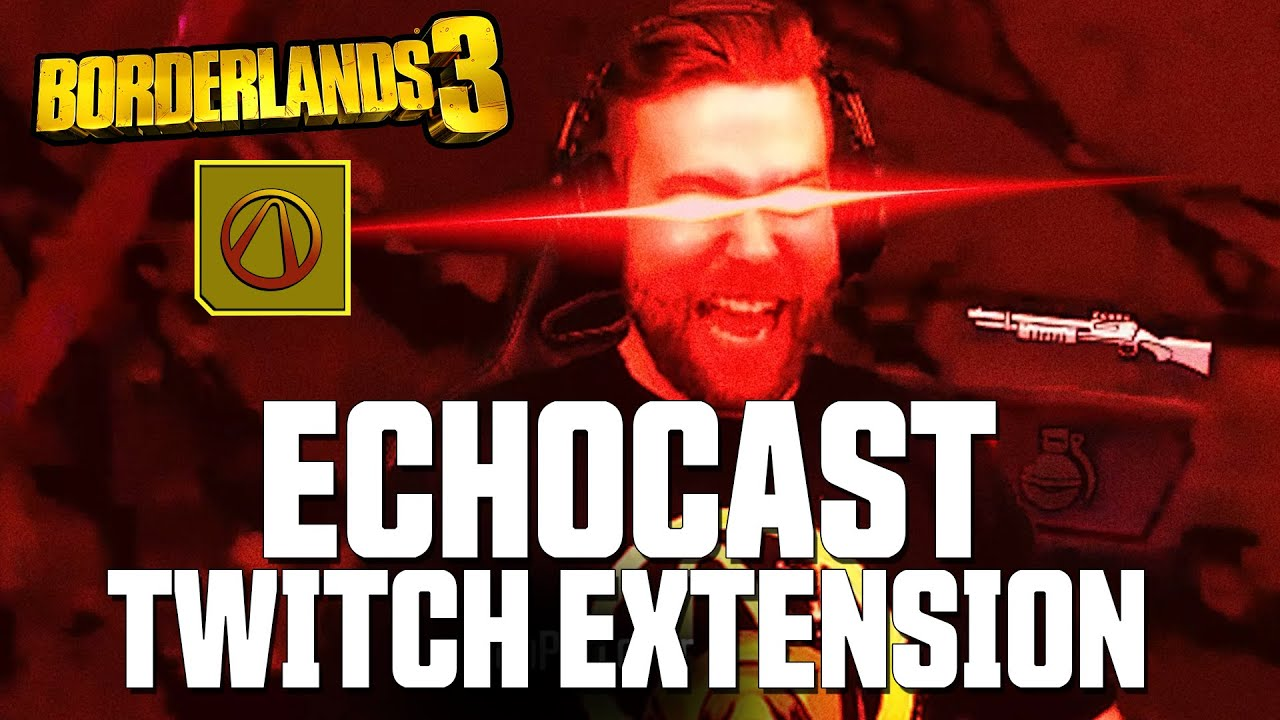 BORDERLANDS 3
ECHOCAST
TWITCH EXTENSION